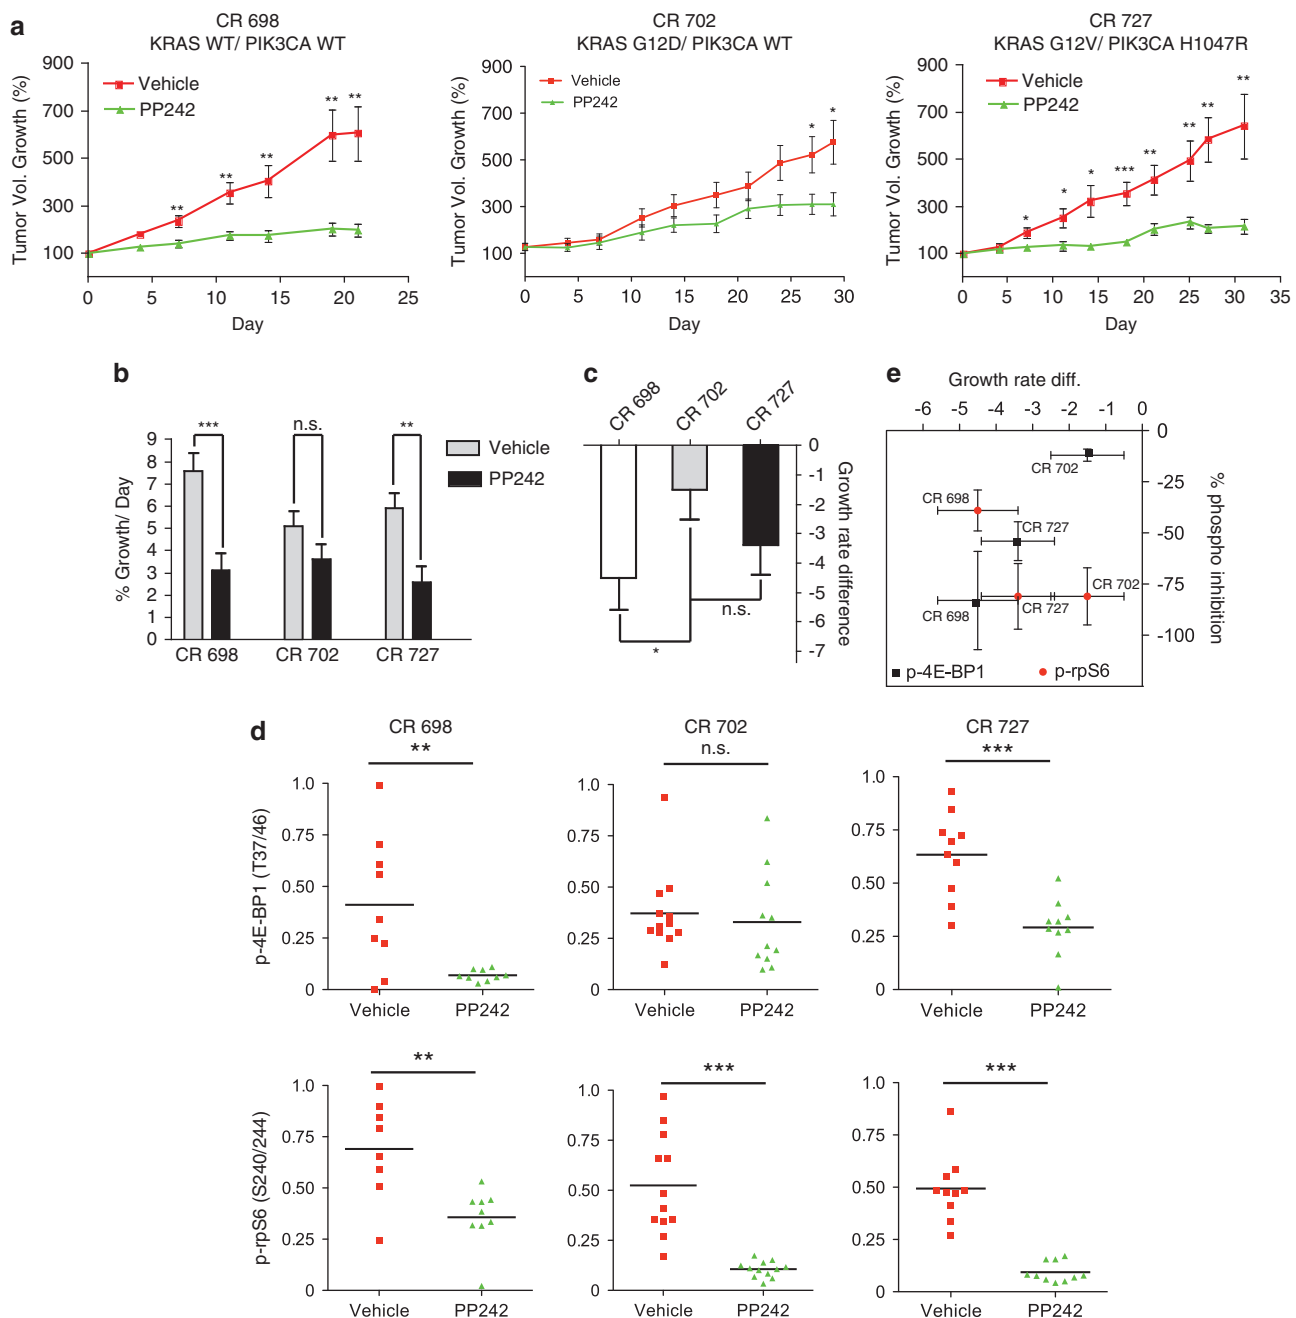 a
CR 698
KRAS WT/ PIK3CA WT
Tumor Vol. Growth (%)
900
700
500
300
100
Vehicle
PP242
**
**
**
**
**
0 5 10 15 20 25
Day
CR 702
KRAS G12D/ PIK3CA WT
Tumor Vol. Growth (%)
900
700
500
300
100
Vehicle
PP242
*
*
0 5 10 15 20 25 30
Day
CR 727
KRAS G12V/ PIK3CA H1047R
Tumor Vol. Growth (%)
900
700
500
300
100
Vehicle
PP242
*
*
*
***
**
**
**
**
0 5 10 15 20 25 30 35
Day
b
% Growth/ Day
9
8
7
6
5
4
3
2
1
0
*** n.s. **
Vehicle
PP242
CR 698 CR 702 CR 727
c
CR 698 CR 702 CR 727
0
-1
-2
-3
-4
-5
-6
-7
Growth rate difference
n.s.
*
e
Growth rate diff.
-6 -5 -4 -3 -2 -1 0
0
-25
-50
-75
-100
% phospho inhibition
CR 702
CR 698
CR 727
CR 702
CR 727
CR 698
p-4E-BP1 p-rpS6
d
CR 698
**
p-4E-BP1 (T37/46)
1.0
0.75
0.50
0.25
0
Vehicle PP242
CR 702
n.s.
1.0
0.75
0.50
0.25
0
Vehicle PP242
CR 727
***
1.0
0.75
0.50
0.25
0
Vehicle PP242
**
p-rpS6 (S240/244)
1.0
0.75
0.50
0.25
0
Vehicle PP242
***
1.0
0.75
0.50
0.25
0
Vehicle PP242
***
1.0
0.75
0.50
0.25
0
Vehicle PP242